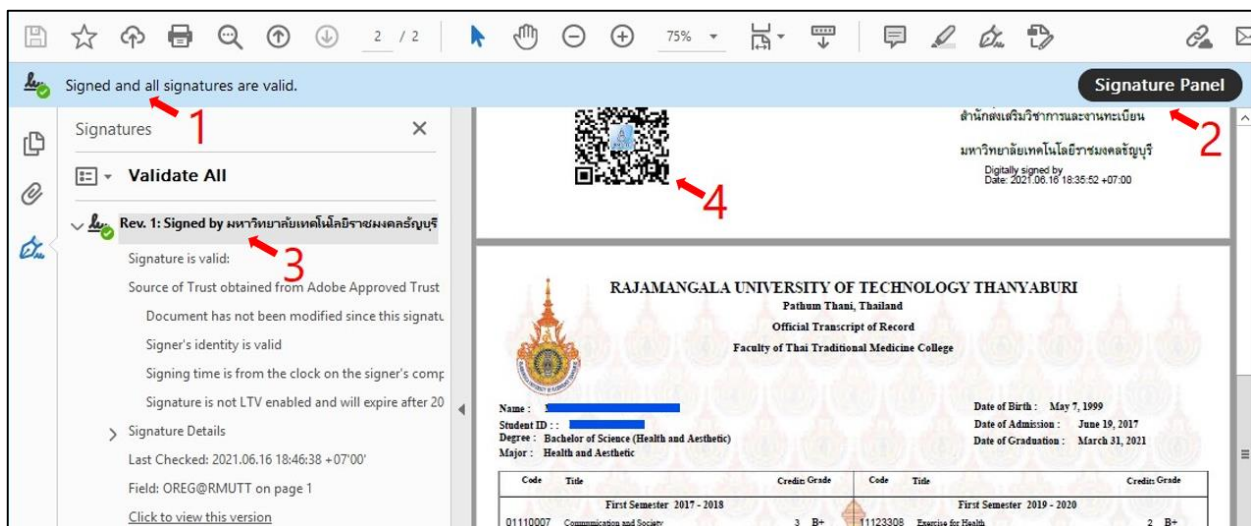 2 / 2
75%
Signed and all signatures are valid.
Signature Panel
1
2
Signatures
Validate All
Rev. 1: Signed by มหาวิทยาลัยเทคโนโลยีราชมงคลธัญบุรี
3
Signature is valid:
Source of Trust obtained from Adobe Approved Trust
Document has not been modified since this signatu
Signer's identity is valid
Signing time is from the clock on the signer's comp
Signature is not LTV enabled and will expire after 20
Signature Details
Last Checked: 2021.06.16 18:46:38 +07'00'
Field: OREG@RMUTT on page 1
Click to view this version
สำนักส่งเสริมวิชาการและงานทะเบียน
มหาวิทยาลัยเทคโนโลยีราชมงคลธัญบุรี
Digitally signed by
Date: 2021.06.16 18:35:52 +07:00
4
RAJAMANGALA UNIVERSITY OF TECHNOLOGY THANYABURI
Pathum Thani, Thailand
Official Transcript of Record
Faculty of Thai Traditional Medicine College
Name :
Student ID : :
Degree : Bachelor of Science (Health and Aesthetic)
Major : Health and Aesthetic
Date of Birth : May 7, 1999
Date of Admission : June 19, 2017
Date of Graduation : March 31, 2021
Code Title Credits Grade Code Title Credits Grade
First Semester 2017 - 2018 First Semester 2019 - 2020
01110007 Communication and Society 3 B+ 11123308 Exercise for Health 2 B+